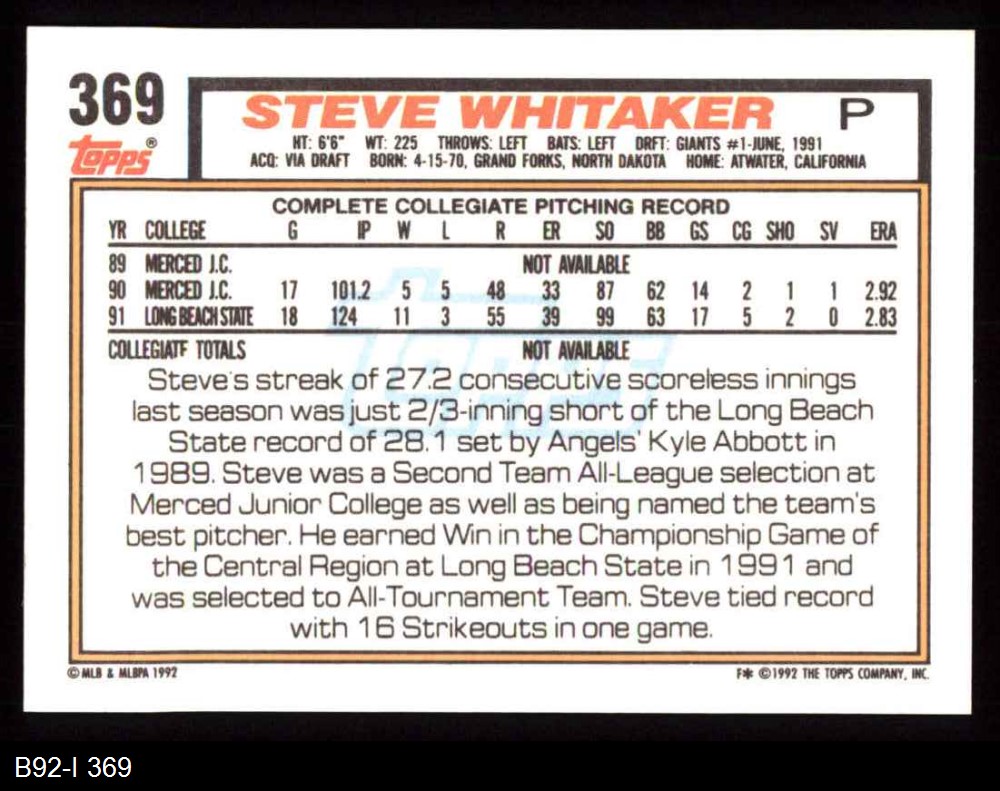 369
STEVE WHITAKER P
Topps®
HT: 6'6" WT: 225 THROWS: LEFT BATS: LEFT DRFT: GIANTS #1-JUNE, 1991
ACQ: VIA DRAFT BORN: 4-15-70, GRAND FORKS, NORTH DAKOTA HOME: ATWATER, CALIFORNIA
COMPLETE COLLEGIATE PITCHING RECORD
YR COLLEGE G IP W L R ER SO BB GS CG SHO SV ERA
89 MERCED J.C. NOT AVAILABLE
90 MERCED J.C. 17 101.2 5 5 48 33 87 62 14 2 1 1 2.92
91 LONG BEACH STATE 18 124 11 3 55 39 99 63 17 5 2 0 2.83
COLLEGIATE TOTALS NOT AVAILABLE
Topps
Steve's streak of 27.2 consecutive scoreless innings
last season was just 2/3-inning short of the Long Beach
State record of 28.1 set by Angels' Kyle Abbott in
1989. Steve was a Second Team All-League selection at
Merced Junior College as well as being named the team's
best pitcher. He earned Win in the Championship Game of
the Central Region at Long Beach State in 1991 and
was selected to All-Tournament Team. Steve tied record
with 16 Strikeouts in one game.
© MLB & MLBPA 1992
F* © 1992 THE TOPPS COMPANY, INC.
B92-I 369